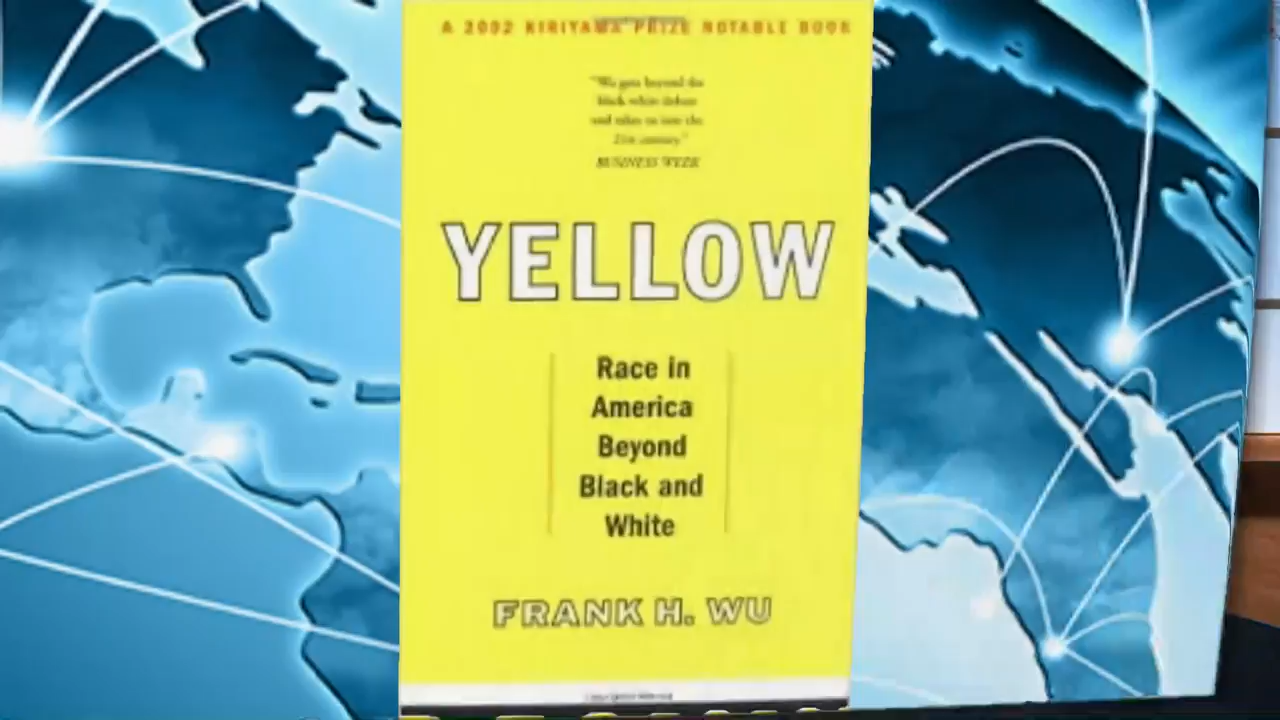 A 2002 KIRIYAMA PRIZE NOTABLE BOOK
"We gets beyond the
black white debate
and takes us into the
21st century."
BUSINESS WEEK
YELLOW
Race in
America
Beyond
Black and
White
FRANK H. WU